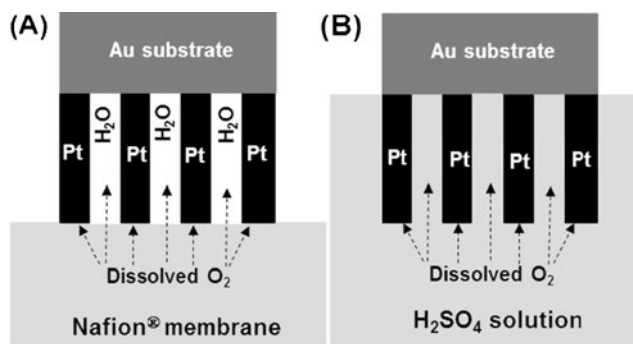 (A)
Au substrate
H₂O H₂O H₂O
Pt Pt Pt Pt
Dissolved O₂
Nafion® membrane
(B)
Au substrate
Pt Pt Pt Pt
Dissolved O₂
H₂SO₄ solution